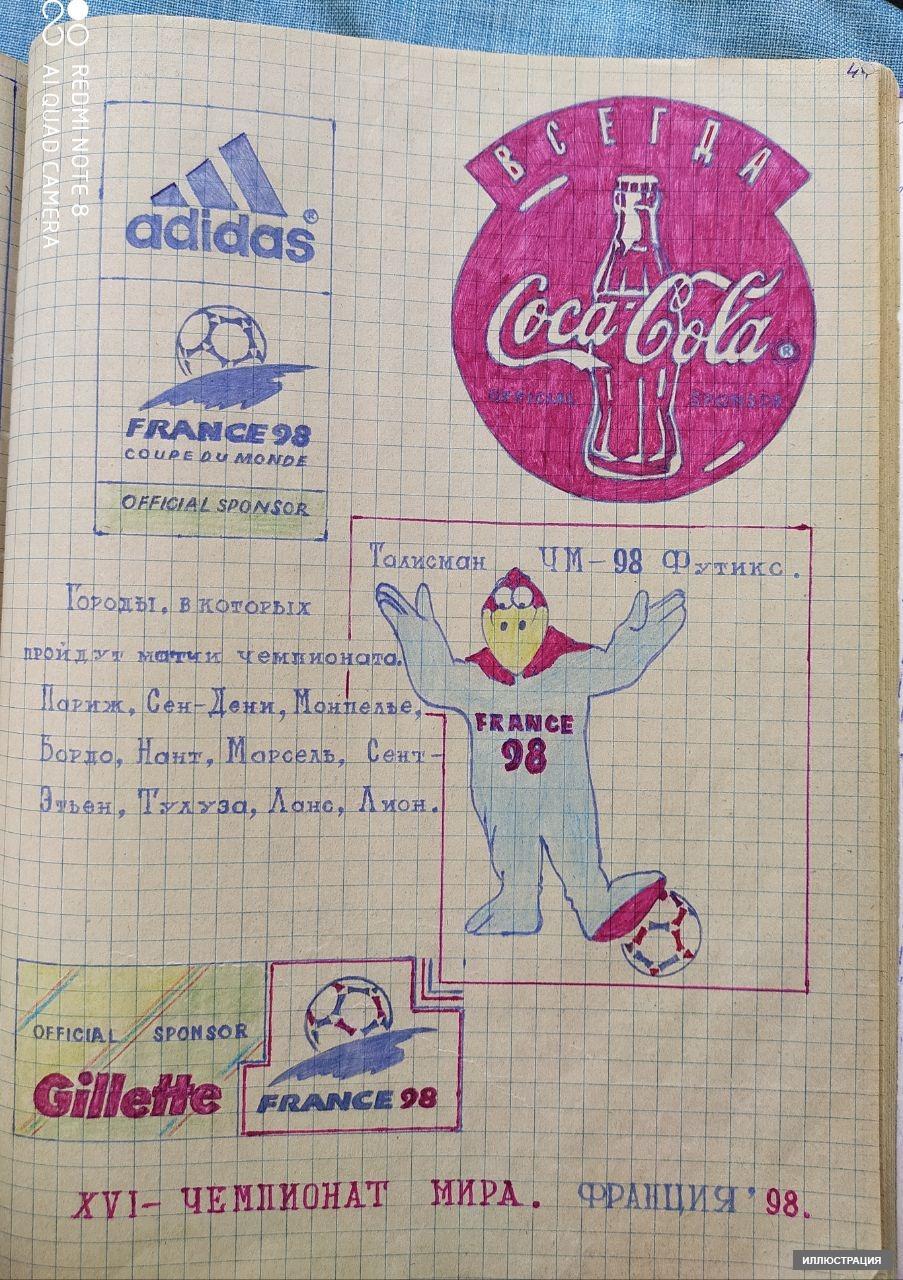 REDMI NOTE 8
AI QUAD CAMERA
adidas®
FRANCE 98
COUPE DU MONDE
OFFICIAL SPONSOR
ВСЕГДА
Coca-Cola ®
OFFICIAL SPONSOR
Талисман ЧМ-98 Футикс.
FRANCE
98
Города, в которых
пройдут матчи чемпионата.
Париж, Сен-Дени, Монпелье,
Бордо, Нант, Марсель, Сент-
Этьен, Тулуза, Ланс, Лион.
OFFICIAL SPONSOR
Gillette
FRANCE 98
XVI- ЧЕМПИОНАТ МИРА. ФРАНЦИЯ'98.
ИЛЛЮСТРАЦИЯ